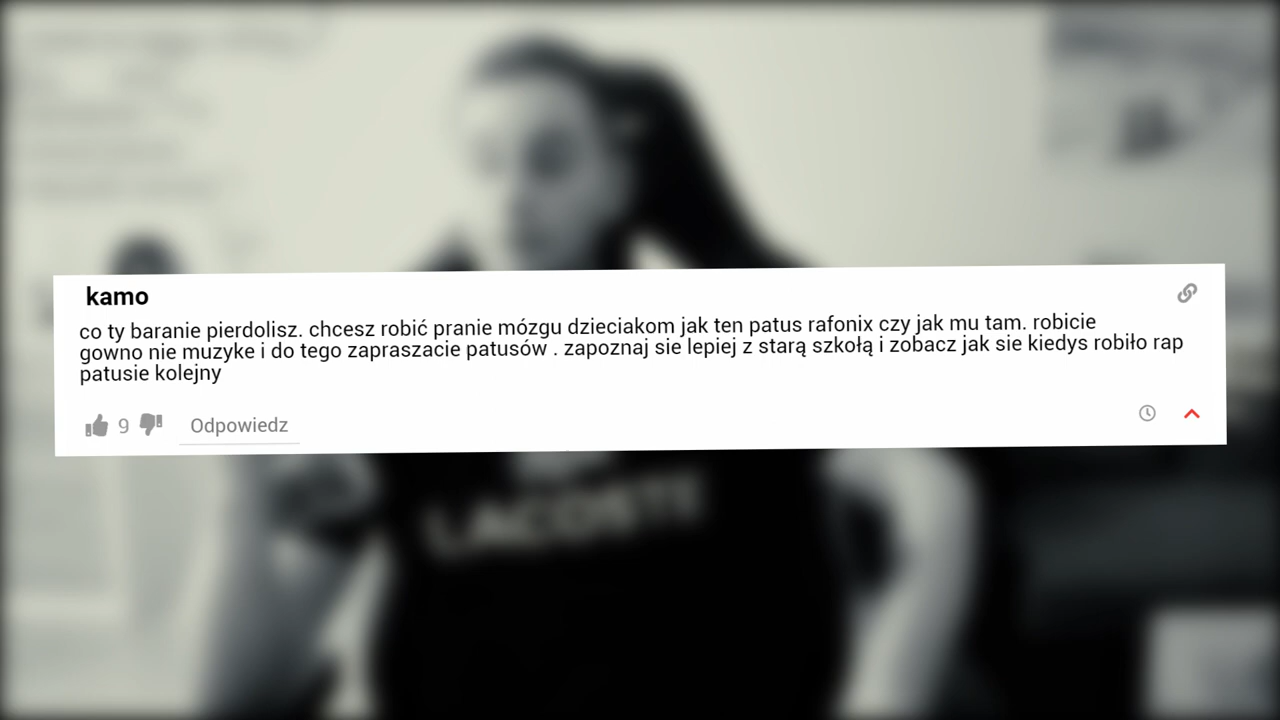 kamo
co ty baranie pierdolisz. chcesz robić pranie mózgu dzieciakom jak ten patus rafonix czy jak mu tam. robicie
gowno nie muzyke i do tego zapraszacie patusów . zapoznaj sie lepiej z starą szkołą i zobacz jak sie kiedys robiło rap
patusie kolejny
9 Odpowiedz
LACOSTE